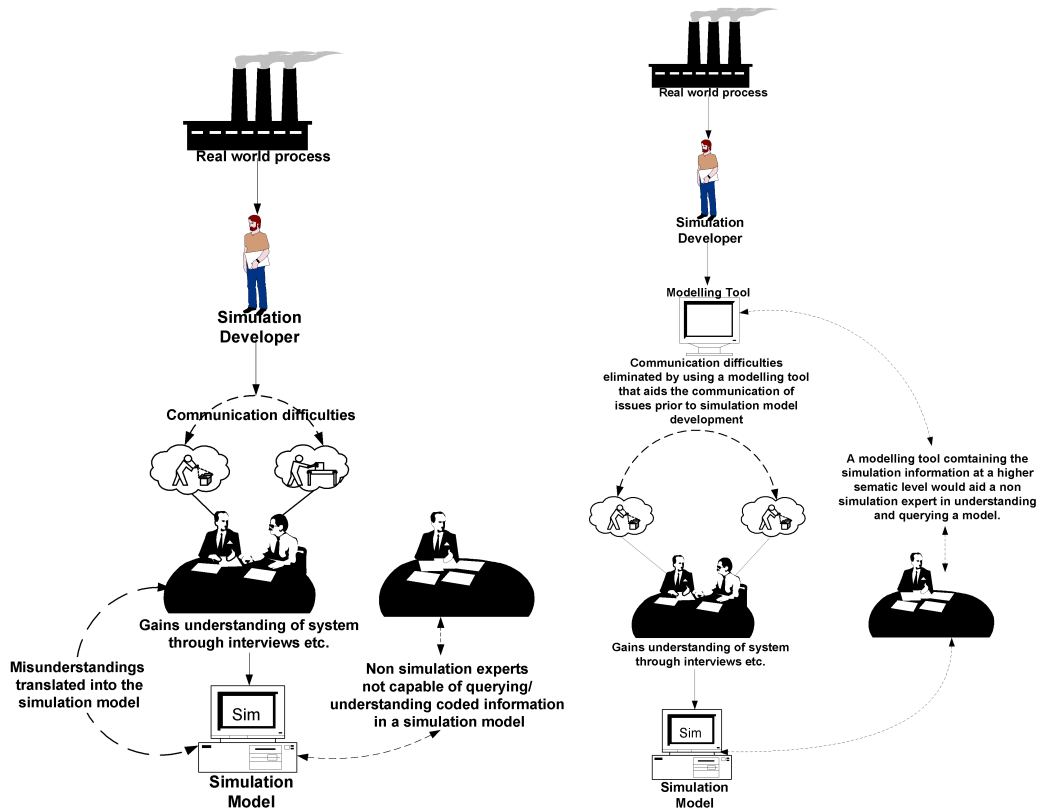 Real world process
Simulation
Developer
Communication difficulties
Gains understanding of system
through interviews etc.
Misunderstandings
translated into the
simulation model
Non simulation experts
not capable of querying/
understanding coded information
in a simulation model
Sim
Simulation
Model
Real world process
Simulation
Developer
Modelling Tool
Communication difficulties
eliminated by using a modelling tool
that aids the communication of
issues prior to simulation model
development
A modelling tool comtaining the
simulation information at a higher
sematic level would aid a non
simulation expert in understanding
and querying a model.
Gains understanding of system
through interviews etc.
Sim
Simulation
Model